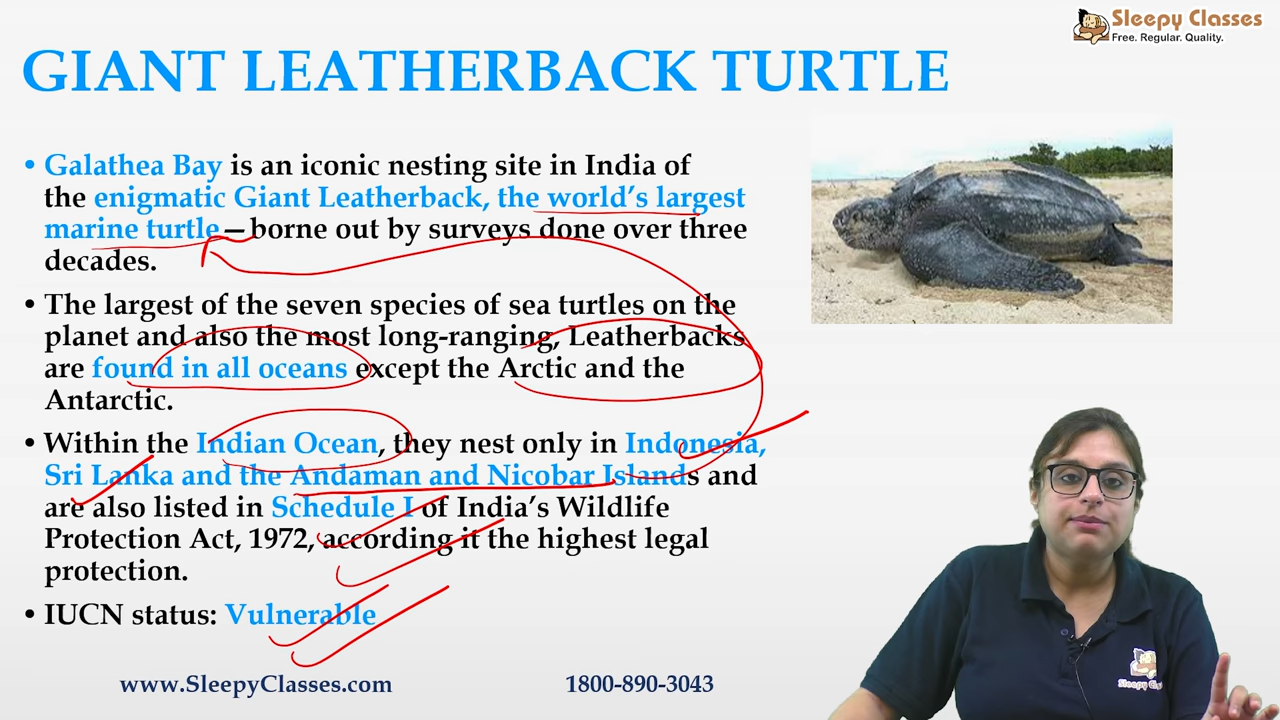 Sleepy Classes
Free. Regular. Quality.
GIANT LEATHERBACK TURTLE
• Galathea Bay is an iconic nesting site in India of
the enigmatic Giant Leatherback, the world’s largest
marine turtle—borne out by surveys done over three
decades.
• The largest of the seven species of sea turtles on the
planet and also the most long-ranging, Leatherbacks
are found in all oceans except the Arctic and the
Antarctic.
• Within the Indian Ocean, they nest only in Indonesia,
Sri Lanka and the Andaman and Nicobar Islands and
are also listed in Schedule I of India’s Wildlife
Protection Act, 1972, according it the highest legal
protection.
• IUCN status: Vulnerable
www.SleepyClasses.com
1800-890-3043